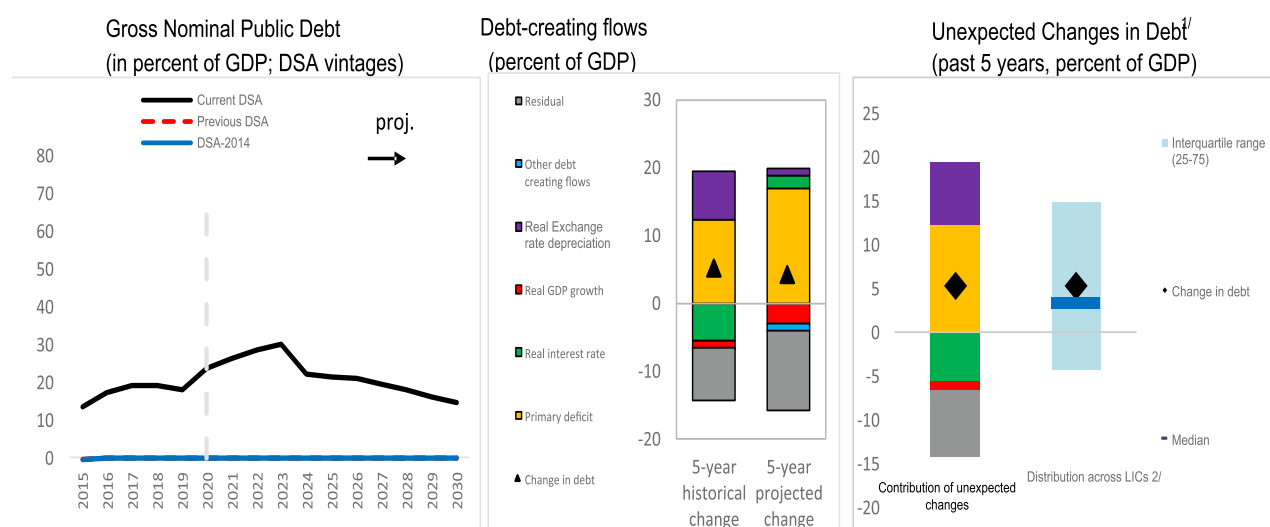 Gross Nominal Public Debt
(in percent of GDP; DSA vintages)
Current DSA
Previous DSA
DSA-2014
proj.
80
70
60
50
40
30
20
10
0
2015
2016
2017
2018
2019
2020
2021
2022
2023
2024
2025
2026
2027
2028
2029
2030
Debt-creating flows
(percent of GDP)
Residual
Other debt
creating flows
Real Exchange
rate depreciation
Real GDP growth
Real interest rate
Primary deficit
Change in debt
30
20
10
0
-10
-20
5-year
historical
change
5-year
projected
change
Unexpected Changes in Debt1/
(past 5 years, percent of GDP)
25
20
15
10
5
0
-5
-10
-15
-20
Interquartile range
(25-75)
Change in debt
Median
Contribution of unexpected
changes
Distribution across LICs 2/